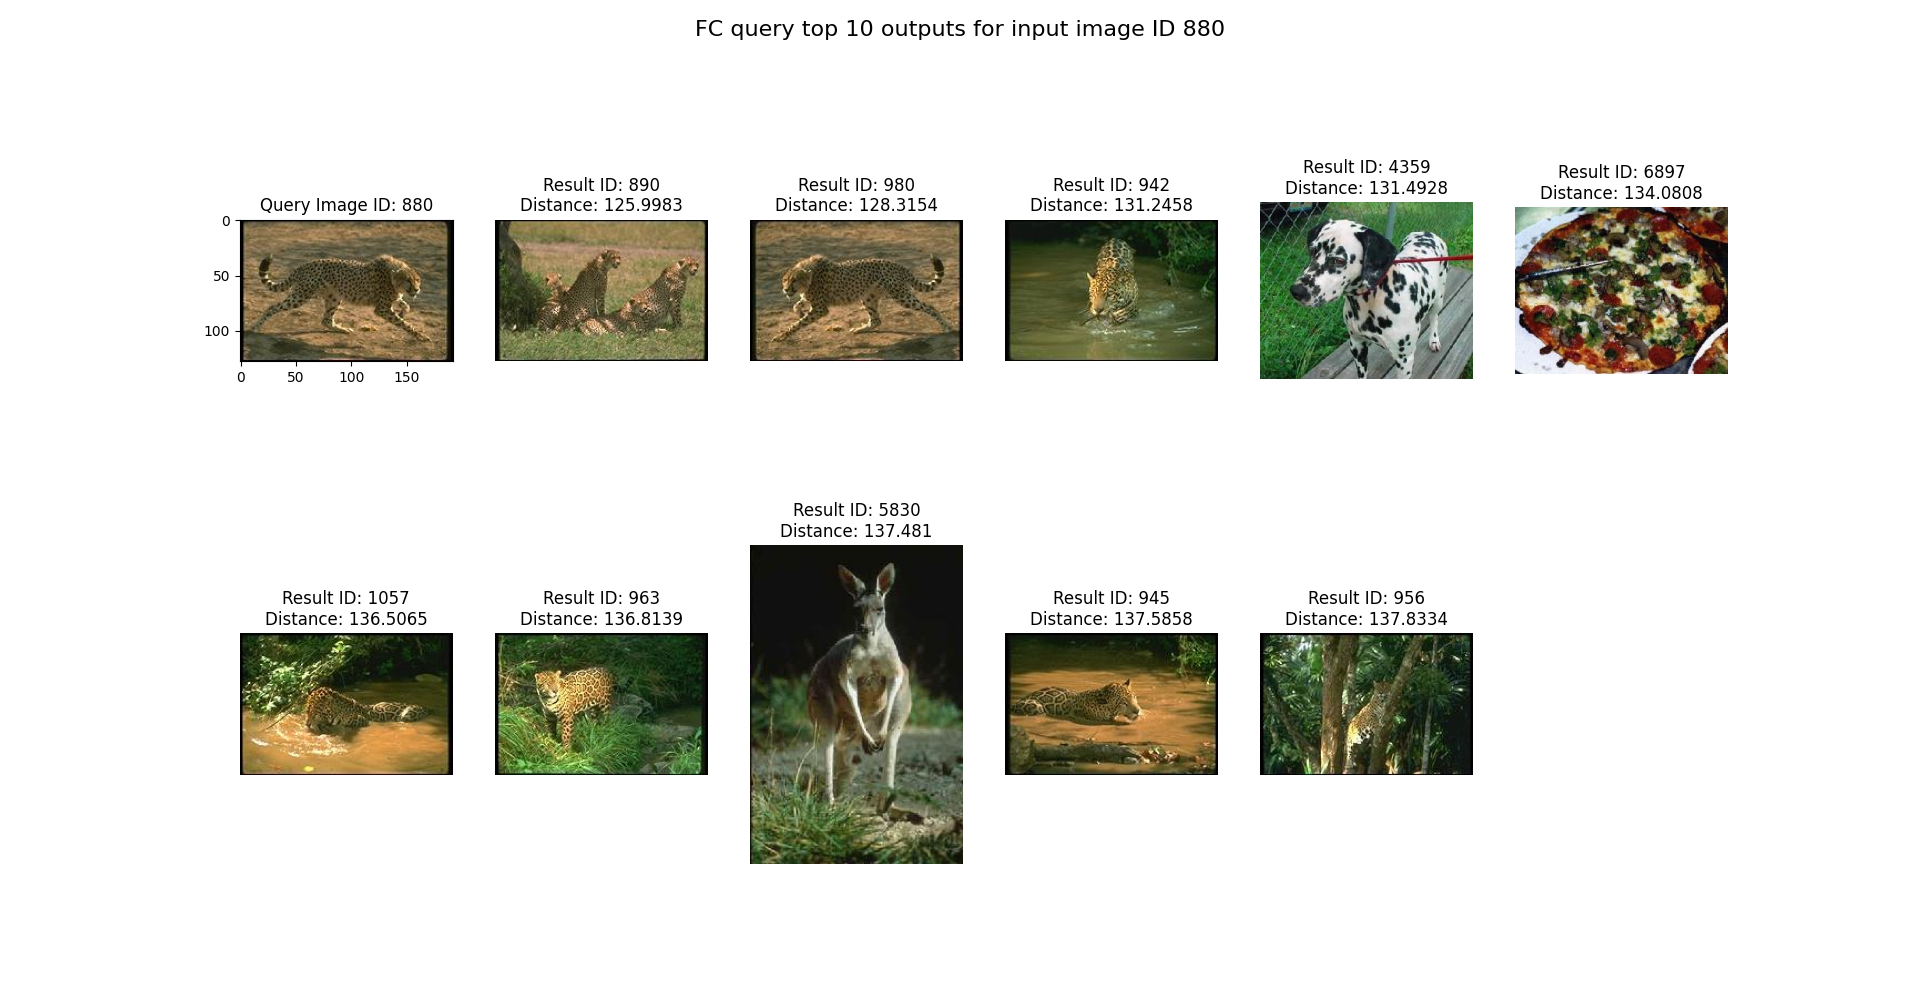 FC query top 10 outputs for input image ID 880
Query Image ID: 880
0
50
100
0 50 100 150
Result ID: 890
Distance: 125.9983
Result ID: 980
Distance: 128.3154
Result ID: 942
Distance: 131.2458
Result ID: 4359
Distance: 131.4928
Result ID: 6897
Distance: 134.0808
Result ID: 1057
Distance: 136.5065
Result ID: 963
Distance: 136.8139
Result ID: 5830
Distance: 137.481
Result ID: 945
Distance: 137.5858
Result ID: 956
Distance: 137.8334